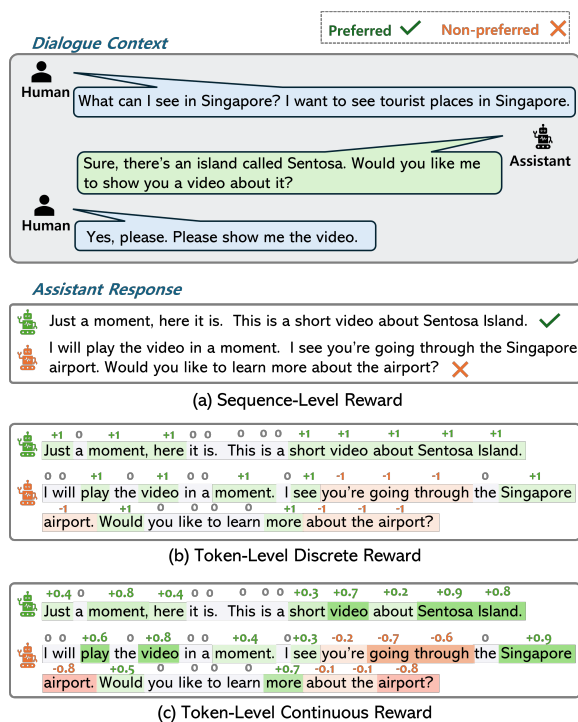 Preferred ✓ Non-preferred ✗
Dialogue Context
Human
What can I see in Singapore? I want to see tourist places in Singapore.
Assistant
Sure, there's an island called Sentosa. Would you like me
to show you a video about it?
Human
Yes, please. Please show me the video.
Assistant Response
Just a moment, here it is. This is a short video about Sentosa Island. ✓
I will play the video in a moment. I see you're going through the Singapore
airport. Would you like to learn more about the airport? ✗
(a) Sequence-Level Reward
+1 0 +1 +1 0 0 0 0 0 +1 +1 +1 +1 +1
Just a moment, here it is. This is a short video about Sentosa Island.
0 0 +1 0 +1 0 0 +1 0 +1 -1 -1 -1 0 +1
I will play the video in a moment. I see you're going through the Singapore
-1 +1 0 0 0 0 +1 -1 -1 -1
airport. Would you like to learn more about the airport?
(b) Token-Level Discrete Reward
+0.4 0 +0.8 +0.4 0 0 0 0 0 +0.3 +0.7 +0.2 +0.9 +0.8
Just a moment, here it is. This is a short video about Sentosa Island.
0 0 +0.6 0 +0.8 0 0 +0.4 0 +0.3 -0.2 -0.7 -0.6 0 +0.9
I will play the video in a moment. I see you're going through the Singapore
-0.8 +0.5 0 0 0 0 +0.7 -0.1 -0.1 -0.8
airport. Would you like to learn more about the airport?
(c) Token-Level Continuous Reward